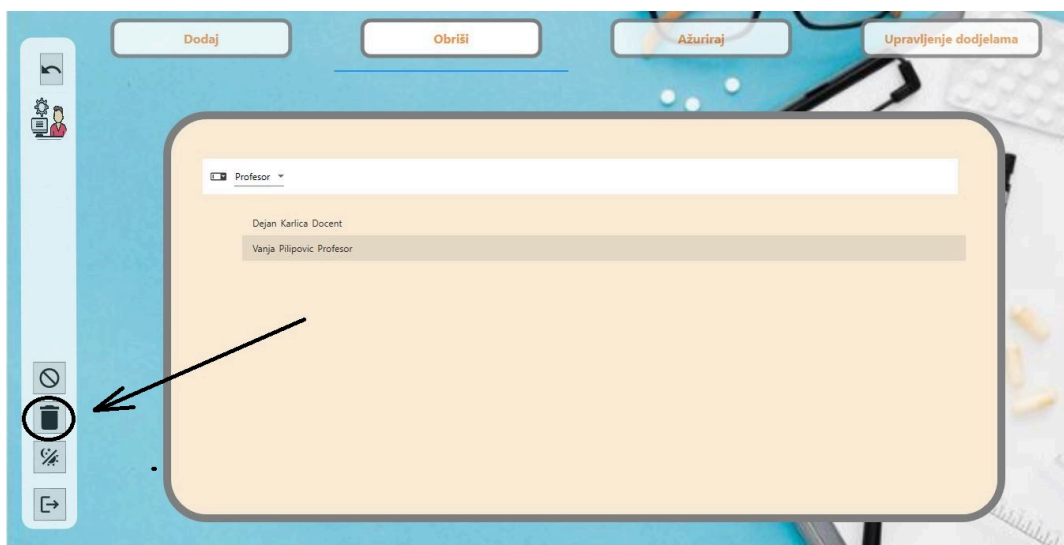 Dodaj
Obriši
Ažuriraj
Upravljenje dodjelama
Profesor
Dejan Karlica Docent
Vanja Pilipovic Profesor